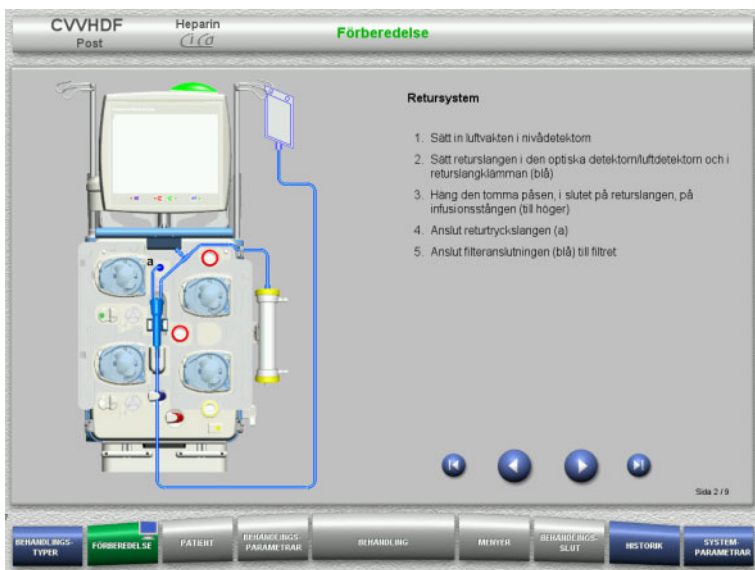 CVVHDF
Post
Heparin
Ci Ca
Förberedelse
Retursystem
1. Sätt in luftvakten i nivådetektorn
2. Sätt returslangen i den optiska detektorn/luftdetektorn och i
returslangklämman (blå)
3. Häng den tomma påsen, i slutet på returslangen, på
infusionsstången (till höger)
4. Anslut returtryckslangen (a)
5. Anslut filteranslutningen (blå) till filtret
a
Sida 2 / 9
BEHANDLINGS-
TYPER
FÖRBEREDELSE
PATIENT
BEHANDLINGS-
PARAMETRAR
BEHANDLING
MENYER
BEHANDLINGS-
SLUT
HISTORIK
SYSTEM-
PARAMETRAR